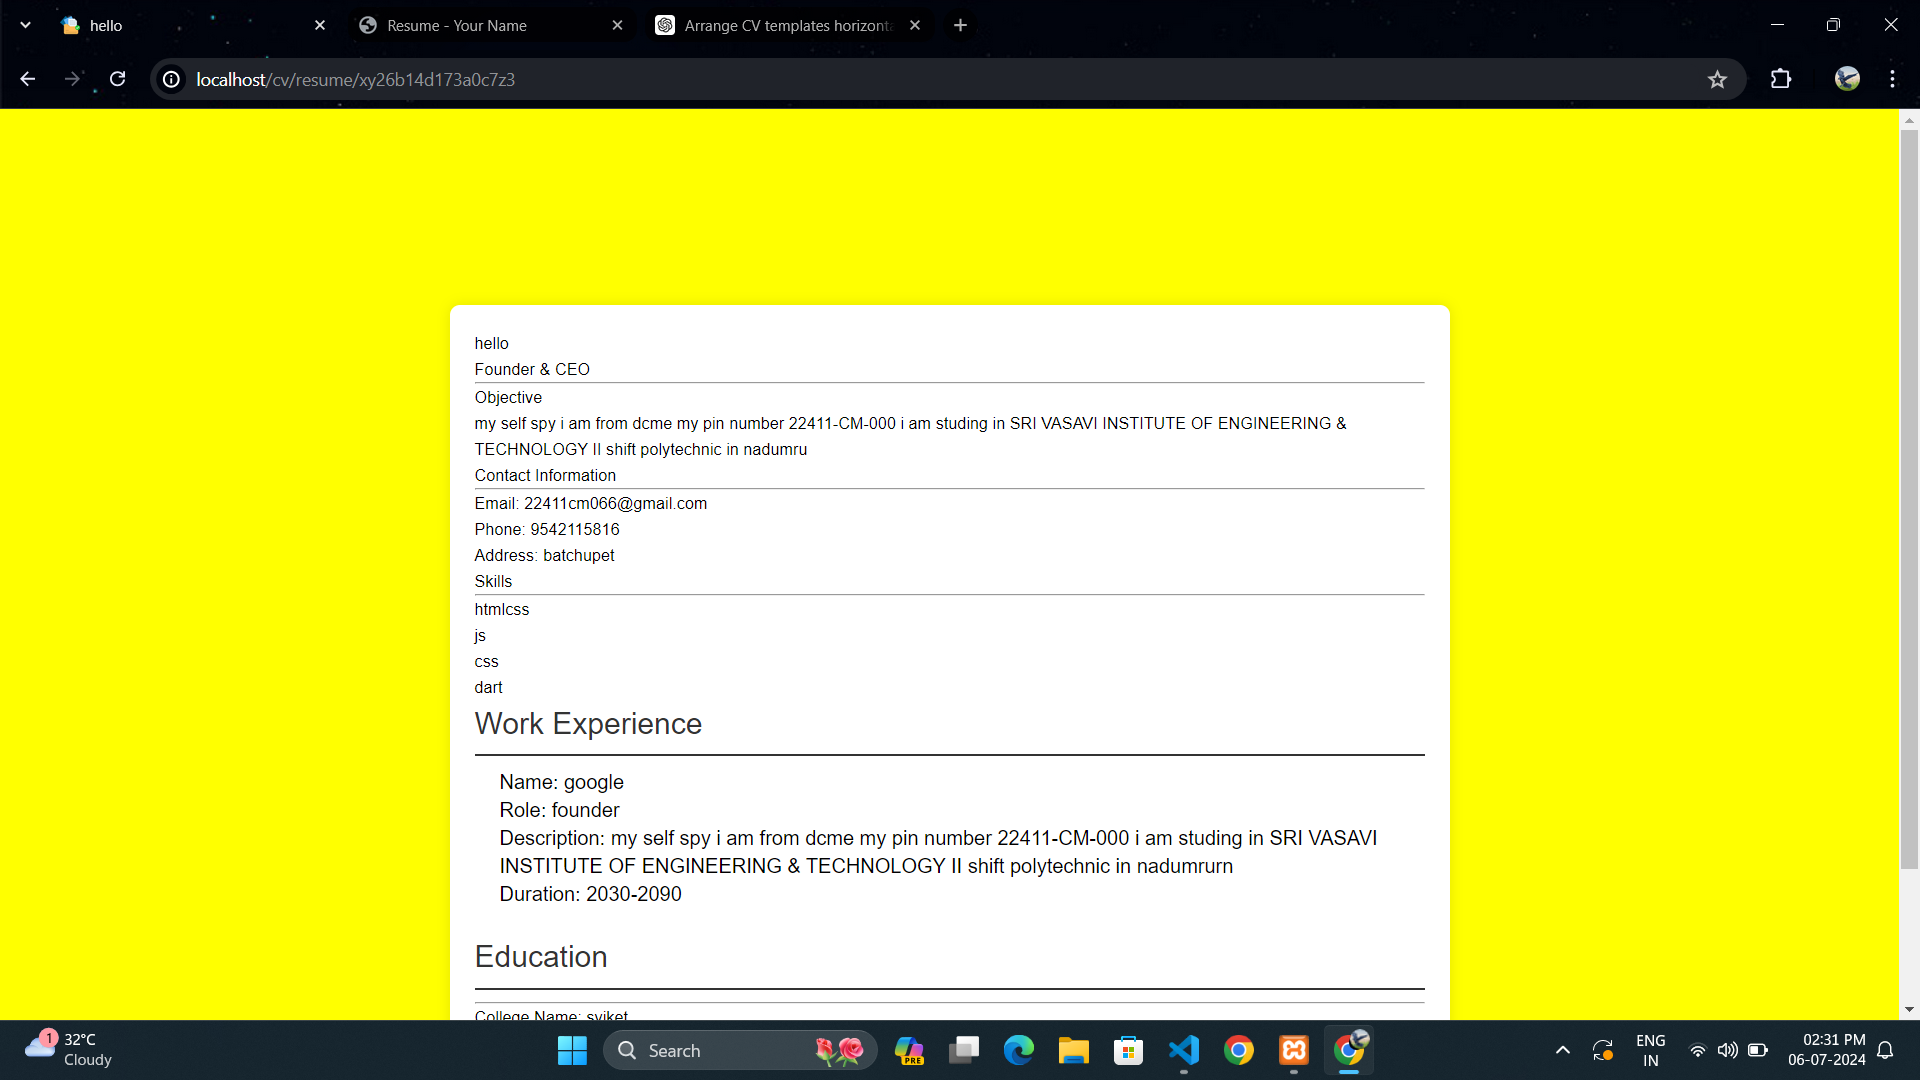 hello
Resume - Your Name
Arrange CV templates horizonta
localhost/cv/resume/xy26b14d173a0c7z3
hello
Founder & CEO
Objective
my self spy i am from dcme my pin number 22411-CM-000 i am studing in SRI VASAVI INSTITUTE OF ENGINEERING &
TECHNOLOGY II shift polytechnic in nadumru
Contact Information
Email: 22411cm066@gmail.com
Phone: 9542115816
Address: batchupet
Skills
htmlcss
js
css
dart
Work Experience
Name: google
Role: founder
Description: my self spy i am from dcme my pin number 22411-CM-000 i am studing in SRI VASAVI
INSTITUTE OF ENGINEERING & TECHNOLOGY II shift polytechnic in nadumrurn
Duration: 2030-2090
Education
College Name: sviket
1
32°C
Cloudy
Search
PRE
ENG
IN
02:31 PM
06-07-2024